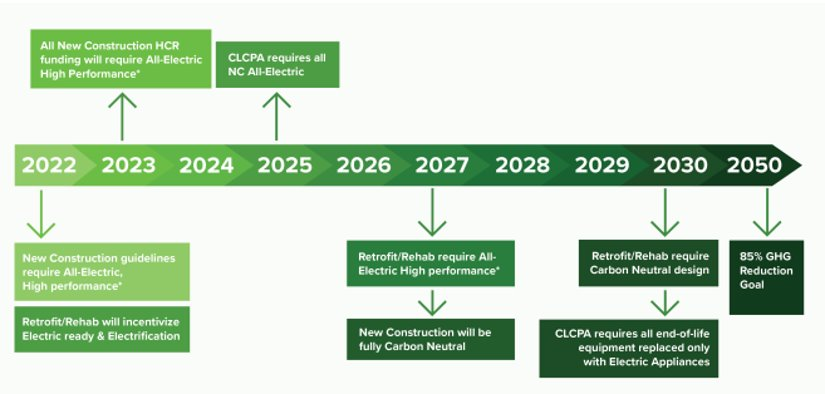 All New Construction HCR
funding will require All-Electric
High Performance*
CLCPA requires all
NC All-Electric
2022 2023 2024 2025 2026 2027 2028 2029 2030 2050
New Construction guidelines
require All-Electric,
High performance*
Retrofit/Rehab will incentivize
Electric ready & Electrification
Retrofit/Rehab require All-
Electric High performance*
New Construction will be
fully Carbon Neutral
Retrofit/Rehab require
Carbon Neutral design
CLCPA requires all end-of-life
equipment replaced only
with Electric Appliances
85% GHG
Reduction
Goal